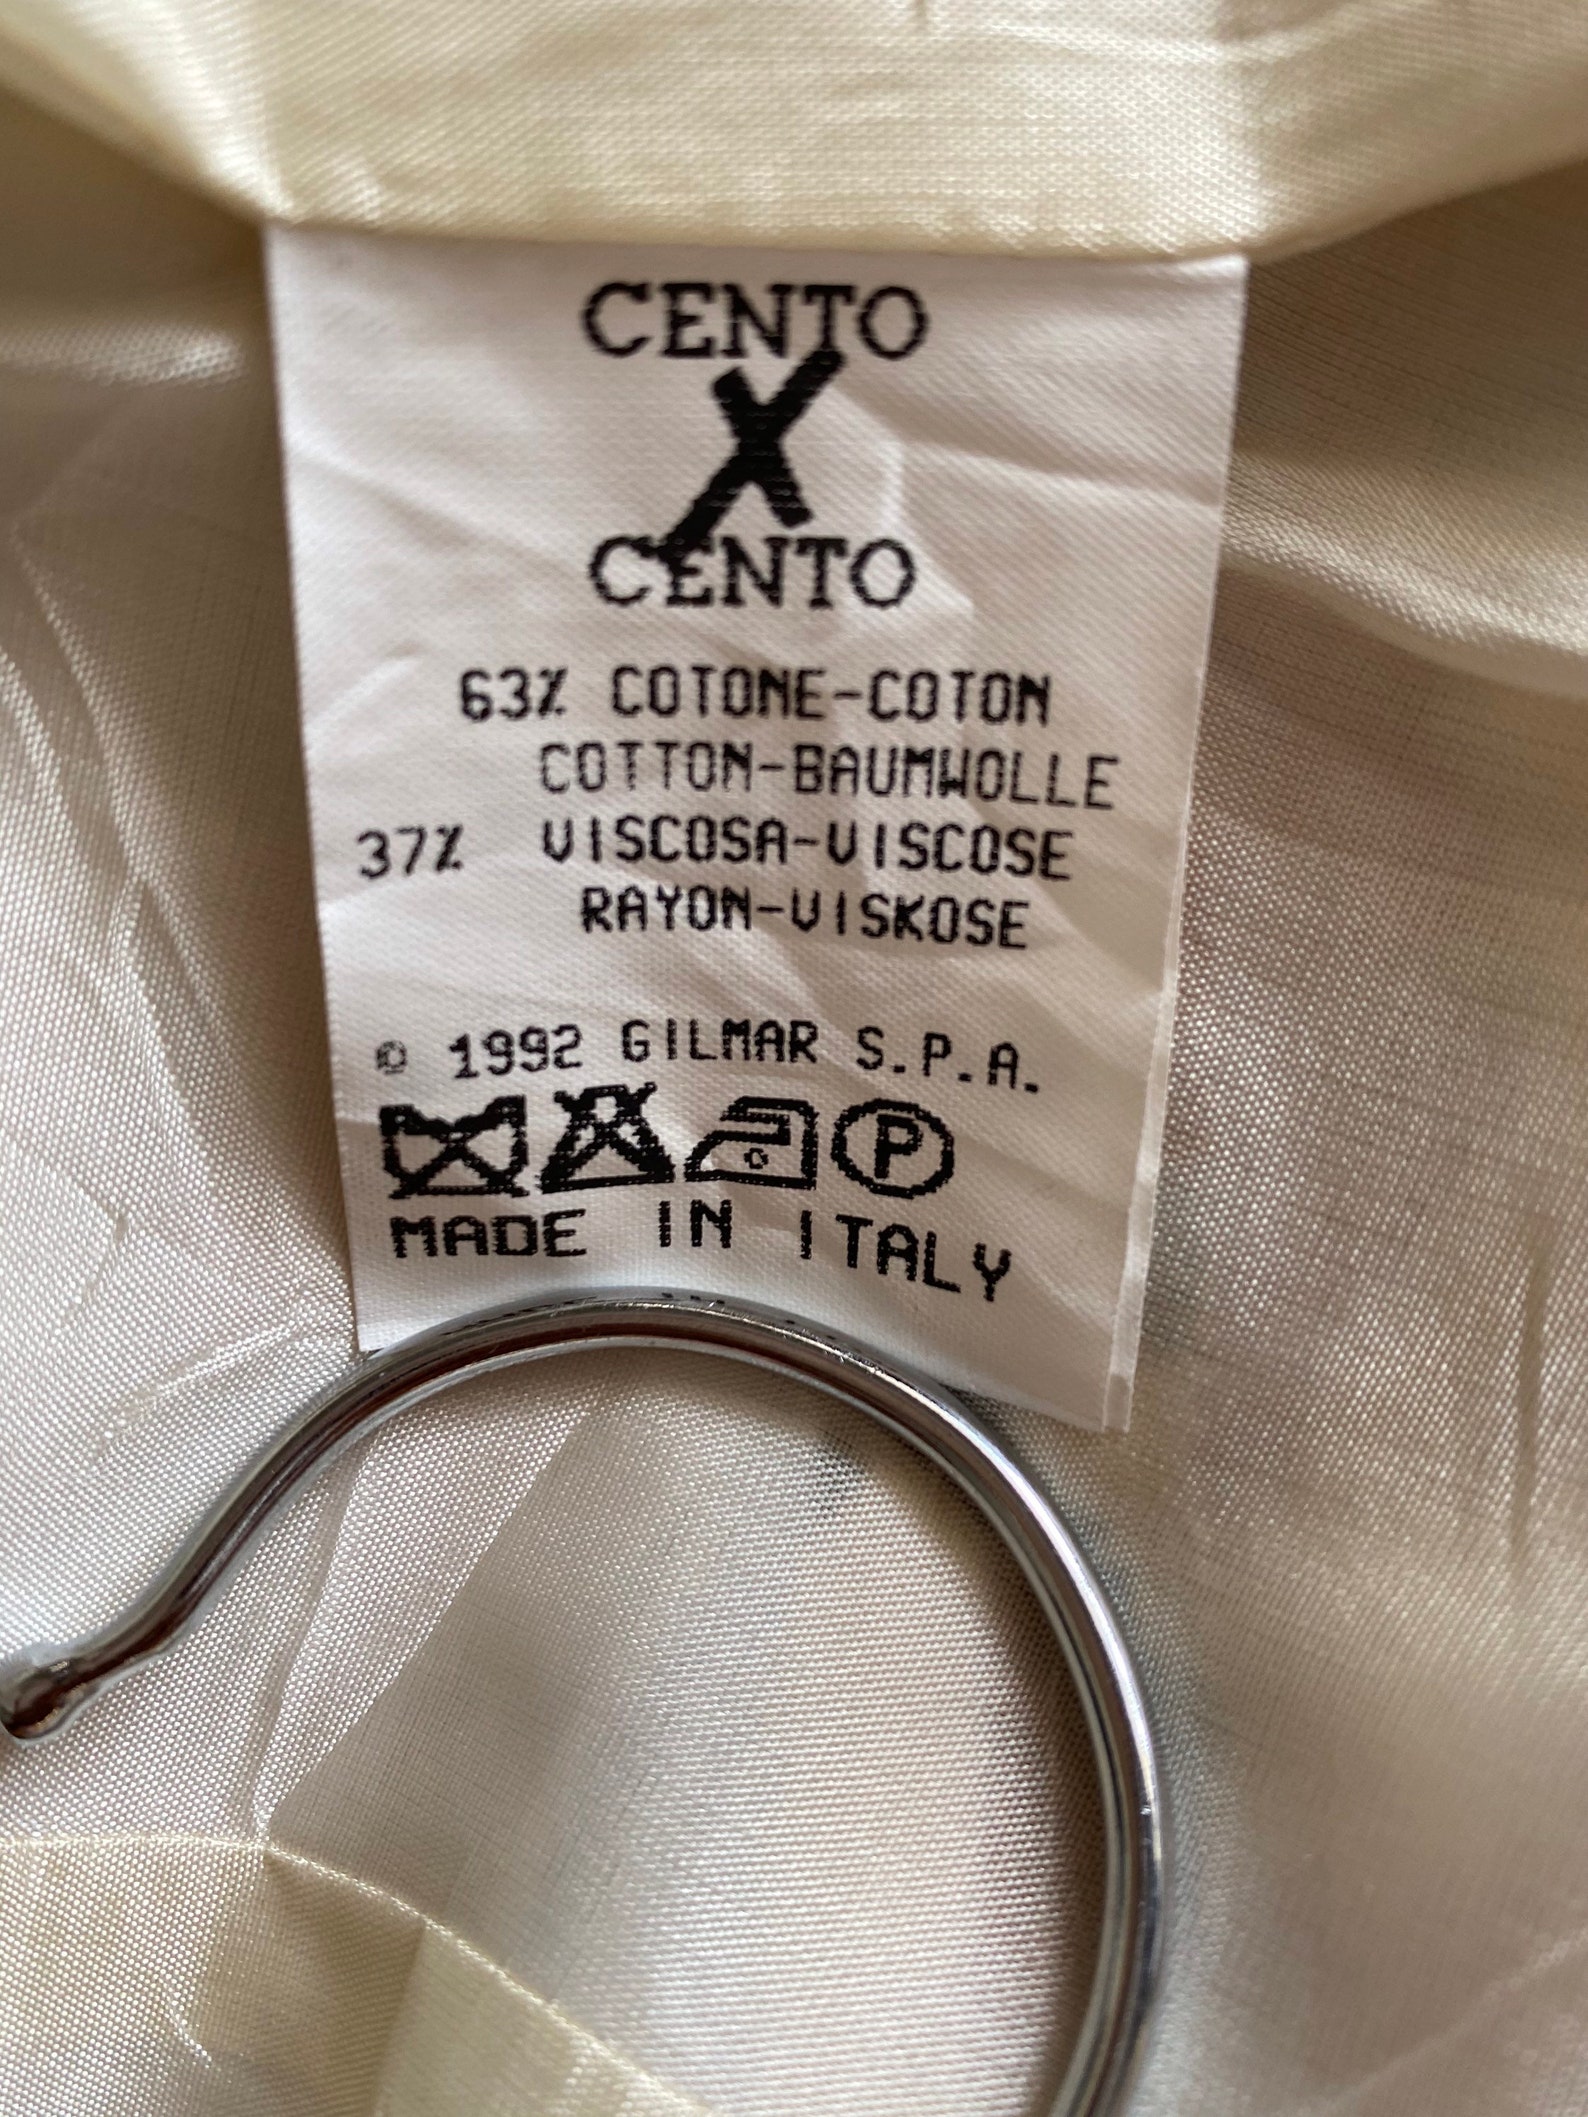 CENTO
X
CENTO
63% COTONE-COTON
COTTON-BAUMWOLLE
37% VISCOSA-VISCOSE
RAYON-VISKOSE
© 1992 GILMAR S.P.A.
P
MADE IN ITALY